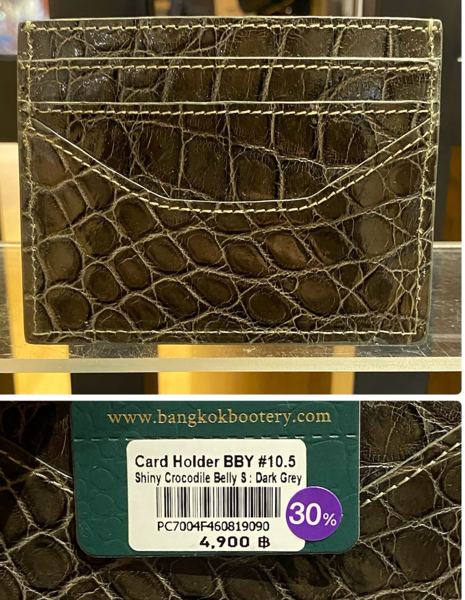 www.bangkokbootery.com
Card Holder BBY #10.5
Shiny Crocodile Belly S : Dark Grey
PC7004F460819090
4,900 ฿
30%